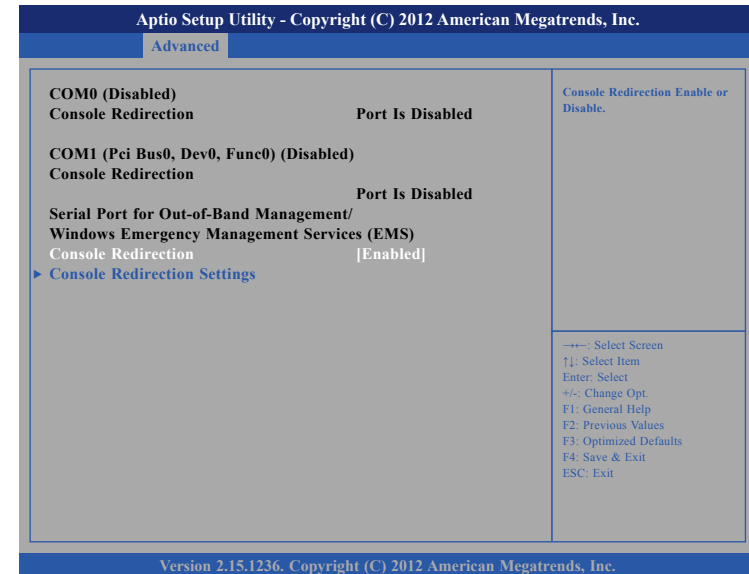 Aptio Setup Utility - Copyright (C) 2012 American Megatrends, Inc.
Advanced
COM0 (Disabled)
Console Redirection Port Is Disabled
COM1 (Pci Bus0, Dev0, Func0) (Disabled)
Console Redirection
Port Is Disabled
Serial Port for Out-of-Band Management/
Windows Emergency Management Services (EMS)
Console Redirection [Enabled]
▶ Console Redirection Settings
Console Redirection Enable or
Disable.
→←: Select Screen
↑↓: Select Item
Enter: Select
+/-: Change Opt.
F1: General Help
F2: Previous Values
F3: Optimized Defaults
F4: Save & Exit
ESC: Exit
Version 2.15.1236. Copyright (C) 2012 American Megatrends, Inc.